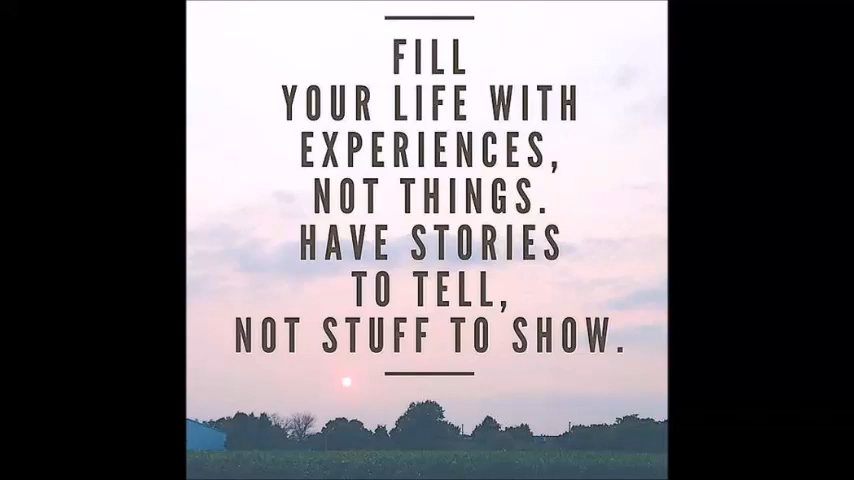 FILL
YOUR LIFE WITH
EXPERIENCES,
NOT THINGS.
HAVE STORIES
TO TELL,
NOT STUFF TO SHOW.